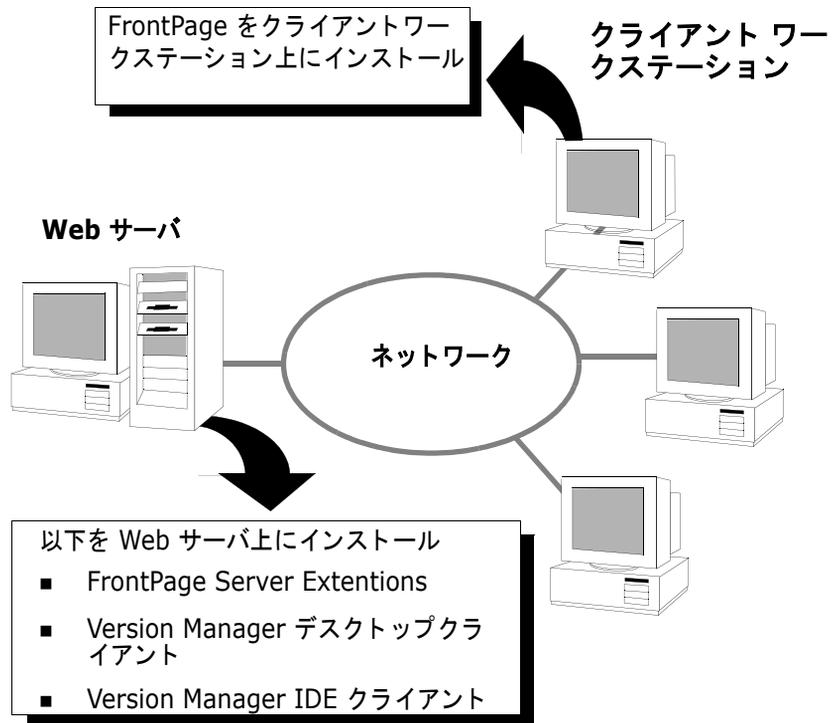 FrontPage をクライアントワー
クステーション上にインストール
クライアント ワー
クステーション
Web サーバ
ネットワーク
以下を Web サーバ上にインストール
■ FrontPage Server Extentions
■ Version Manager デスクトップクラ
イアント
■ Version Manager IDE クライアント